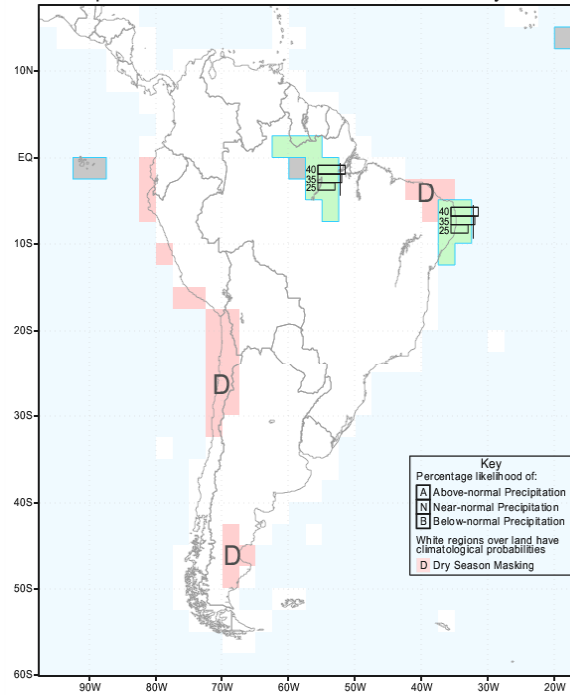 10N
EQ
10S
20S
30S
40S
50S
60S
90W
80W
70W
60W
50W
40W
30W
20W
40
35
25
D
40
35
25
D
D
Key
Percentage likelihood of:
A Above-normal Precipitation
N Near-normal Precipitation
B Below-normal Precipitation
White regions over land have
climatological probabilities
D Dry Season Masking